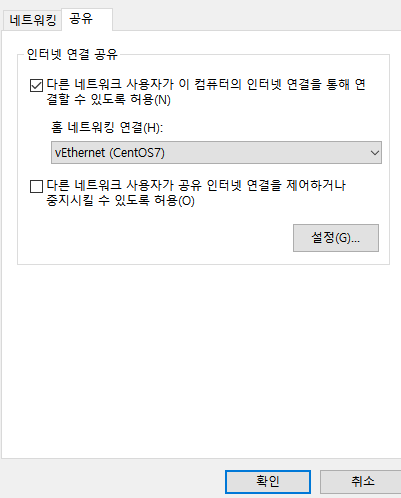 네트워킹 공유
인터넷 연결 공유
다른 네트워크 사용자가 이 컴퓨터의 인터넷 연결을 통해 연
결할 수 있도록 허용(N)
홈 네트워킹 연결(H):
vEthernet (CentOS7)
다른 네트워크 사용자가 공유 인터넷 연결을 제어하거나
중지시킬 수 있도록 허용(O)
설정(G)...
확인 취소